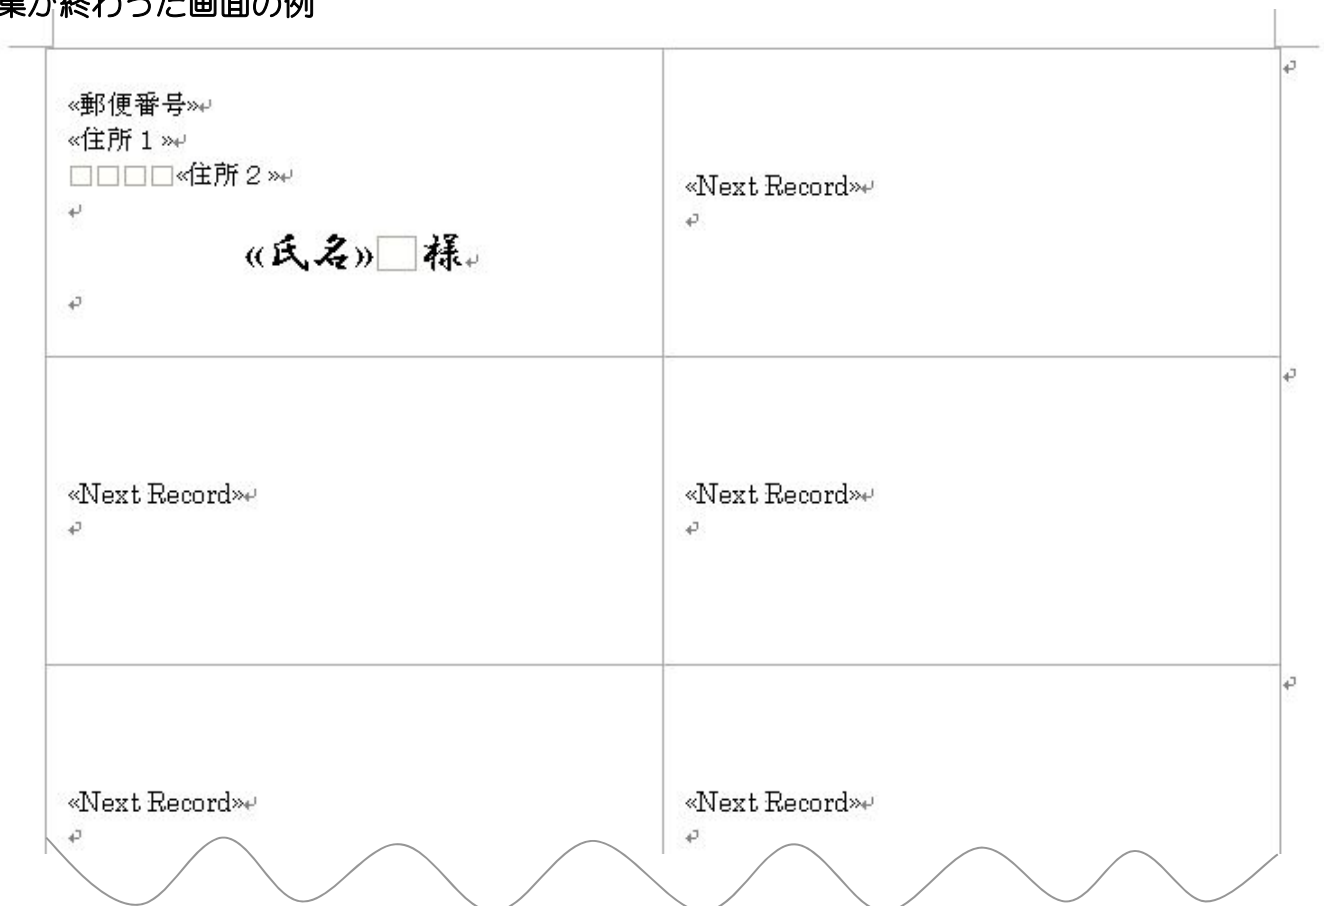 集が終わった画面の例
«郵便番号»↵
«住所１»↵
□□□□«住所２»↵
↵
«氏名»□様↵
↵
«Next Record»↵
↵
«Next Record»↵
↵
«Next Record»↵
↵
«Next Record»↵
↵
«Next Record»↵
↵